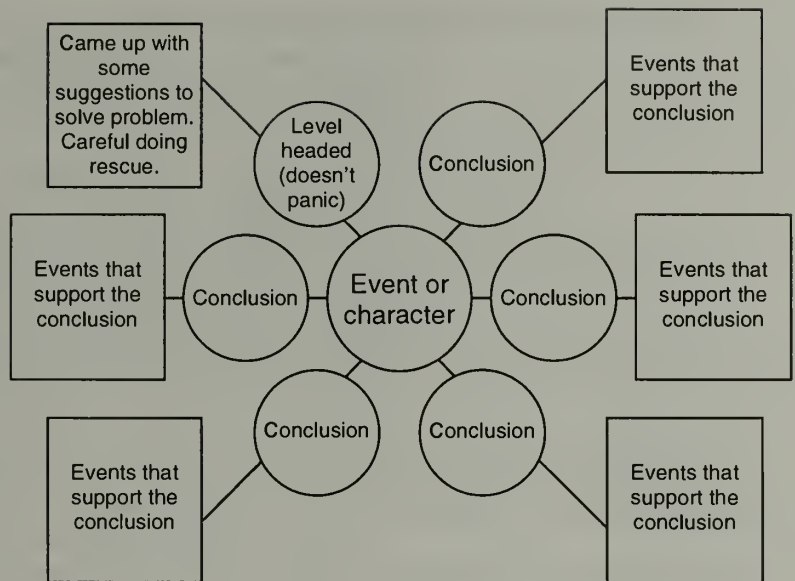 Came up with
some
suggestions to
solve problem.
Careful doing
rescue.
Level
headed
(doesn't
panic)
Conclusion
Events that
support the
conclusion
Events that
support the
conclusion
Conclusion
Event or
character
Conclusion
Events that
support the
conclusion
Events that
support the
conclusion
Conclusion
Conclusion
Events that
support the
conclusion